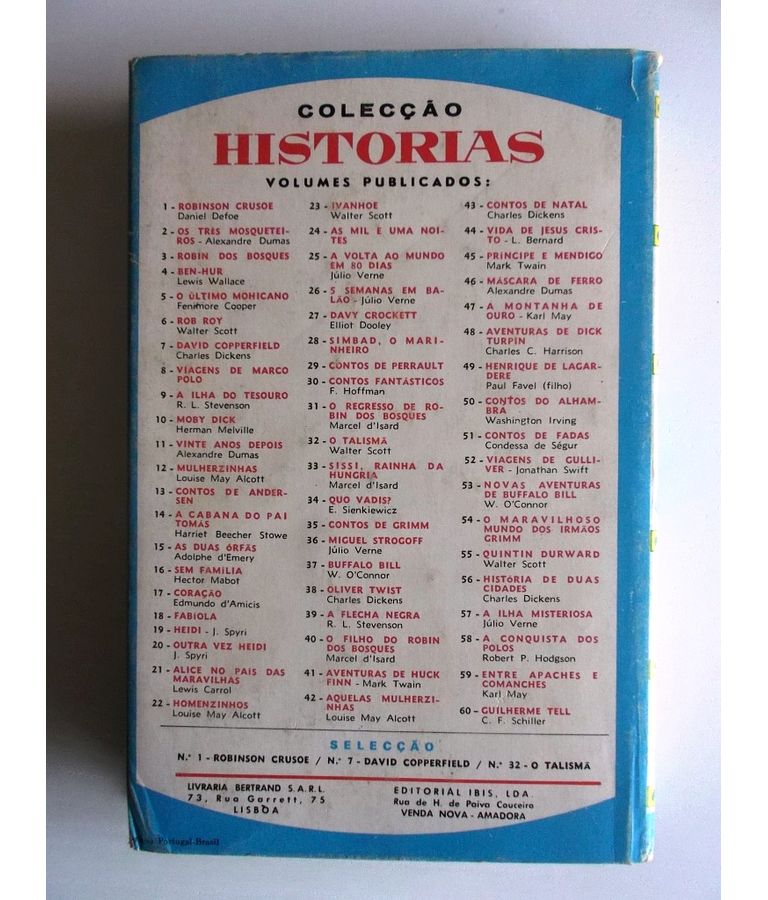 COLECÇÃO
HISTORIAS
VOLUMES PUBLICADOS:
1 - ROBINSON CRUSOE
Daniel Defoe
2 - OS TRÊS MOSQUETEI-
ROS - Alexandre Dumas
3 - ROBIN DOS BOSQUES
4 - BEN-HUR
Lewis Wallace
5 - O ÚLTIMO MOHICANO
Fenimore Cooper
6 - ROB ROY
Walter Scott
7 - DAVID COPPERFIELD
Charles Dickens
8 - VIAGENS DE MARCO
POLO
9 - A ILHA DO TESOURO
R. L. Stevenson
10 - MOBY DICK
Herman Melville
11 - VINTE ANOS DEPOIS
Alexandre Dumas
12 - MULHERZINHAS
Louise May Alcott
13 - CONTOS DE ANDER-
SEN
14 - A CABANA DO PAI
TOMÁS
Harriet Beecher Stowe
15 - AS DUAS ÓRFÃS
Adolphe d'Emery
16 - SEM FAMÍLIA
Hector Mabot
17 - CORAÇÃO
Edmundo d'Amicis
18 - FABIOLA
19 - HEIDI - J. Spyri
20 - OUTRA VEZ HEIDI
J. Spyri
21 - ALICE NO PAÍS DAS
MARAVILHAS
Lewis Carrol
22 - HOMENZINHOS
Louise May Alcott
23 - IVANHOE
Walter Scott
24 - AS MIL E UMA NOI-
TES
25 - A VOLTA AO MUNDO
EM 80 DIAS
Júlio Verne
26 - 5 SEMANAS EM BA-
LÃO - Júlio Verne
27 - DAVY CROCKETT
Elliot Dooley
28 - SIMBAD, O MARI-
NHEIRO
29 - CONTOS DE PERRAULT
30 - CONTOS FANTÁSTICOS
F. Hoffman
31 - O REGRESSO DE RO-
BIN DOS BOSQUES
Marcel d'Isard
32 - O TALISMÃ
Walter Scott
33 - SISSI, RAINHA DA
HUNGRIA
Marcel d'Isard
34 - QUO VADIS?
E. Sienkiewicz
35 - CONTOS DE GRIMM
36 - MIGUEL STROGOFF
Júlio Verne
37 - BUFFALO BILL
W. O'Connor
38 - OLIVER TWIST
Charles Dickens
39 - A FLECHA NEGRA
R. L. Stevenson
40 - O FILHO DO ROBIN
DOS BOSQUES
Marcel d'Isard
41 - AVENTURAS DE HUCK
FINN - Mark Twain
42 - AQUELAS MULHERZI-
NHAS
Louise May Alcott
43 - CONTOS DE NATAL
Charles Dickens
44 - VIDA DE JESUS CRIS-
TO - L. Bernard
45 - PRÍNCIPE E MENDIGO
Mark Twain
46 - MÁSCARA DE FERRO
Alexandre Dumas
47 - A MONTANHA DE
OURO - Karl May
48 - AVENTURAS DE DICK
TURPIN
Charles C. Harrison
49 - HENRIQUE DE LAGAR-
DERE
Paul Favel (filho)
50 - CONTOS DO ALHAM-
BRA
Washington Irving
51 - CONTOS DE FADAS
Condessa de Ségur
52 - VIAGENS DE GULLI-
VER - Jonathan Swift
53 - NOVAS AVENTURAS
DE BUFFALO BILL
W. O'Connor
54 - O MARAVILHOSO
MUNDO DOS IRMÃOS
GRIMM
55 - QUINTIN DURWARD
Walter Scott
56 - HISTÓRIA DE DUAS
CIDADES
Charles Dickens
57 - A ILHA MISTERIOSA
Júlio Verne
58 - A CONQUISTA DOS
POLOS
Robert P. Hodgson
59 - ENTRE APACHES E
COMANCHES
Karl May
60 - GUILHERME TELL
C. F. Schiller
SELECÇÃO
N.º 1 - ROBINSON CRUSOE / N.º 7 - DAVID COPPERFIELD / N.º 32 - O TALISMÃ
LIVRARIA BERTRAND S.A.R.L.
73, Rua Garrett, 75
LISBOA
EDITORIAL IBIS, LDA.
Rua de H. de Paiva Couceiro
VENDA NOVA - AMADORA
Portugal-Brasil